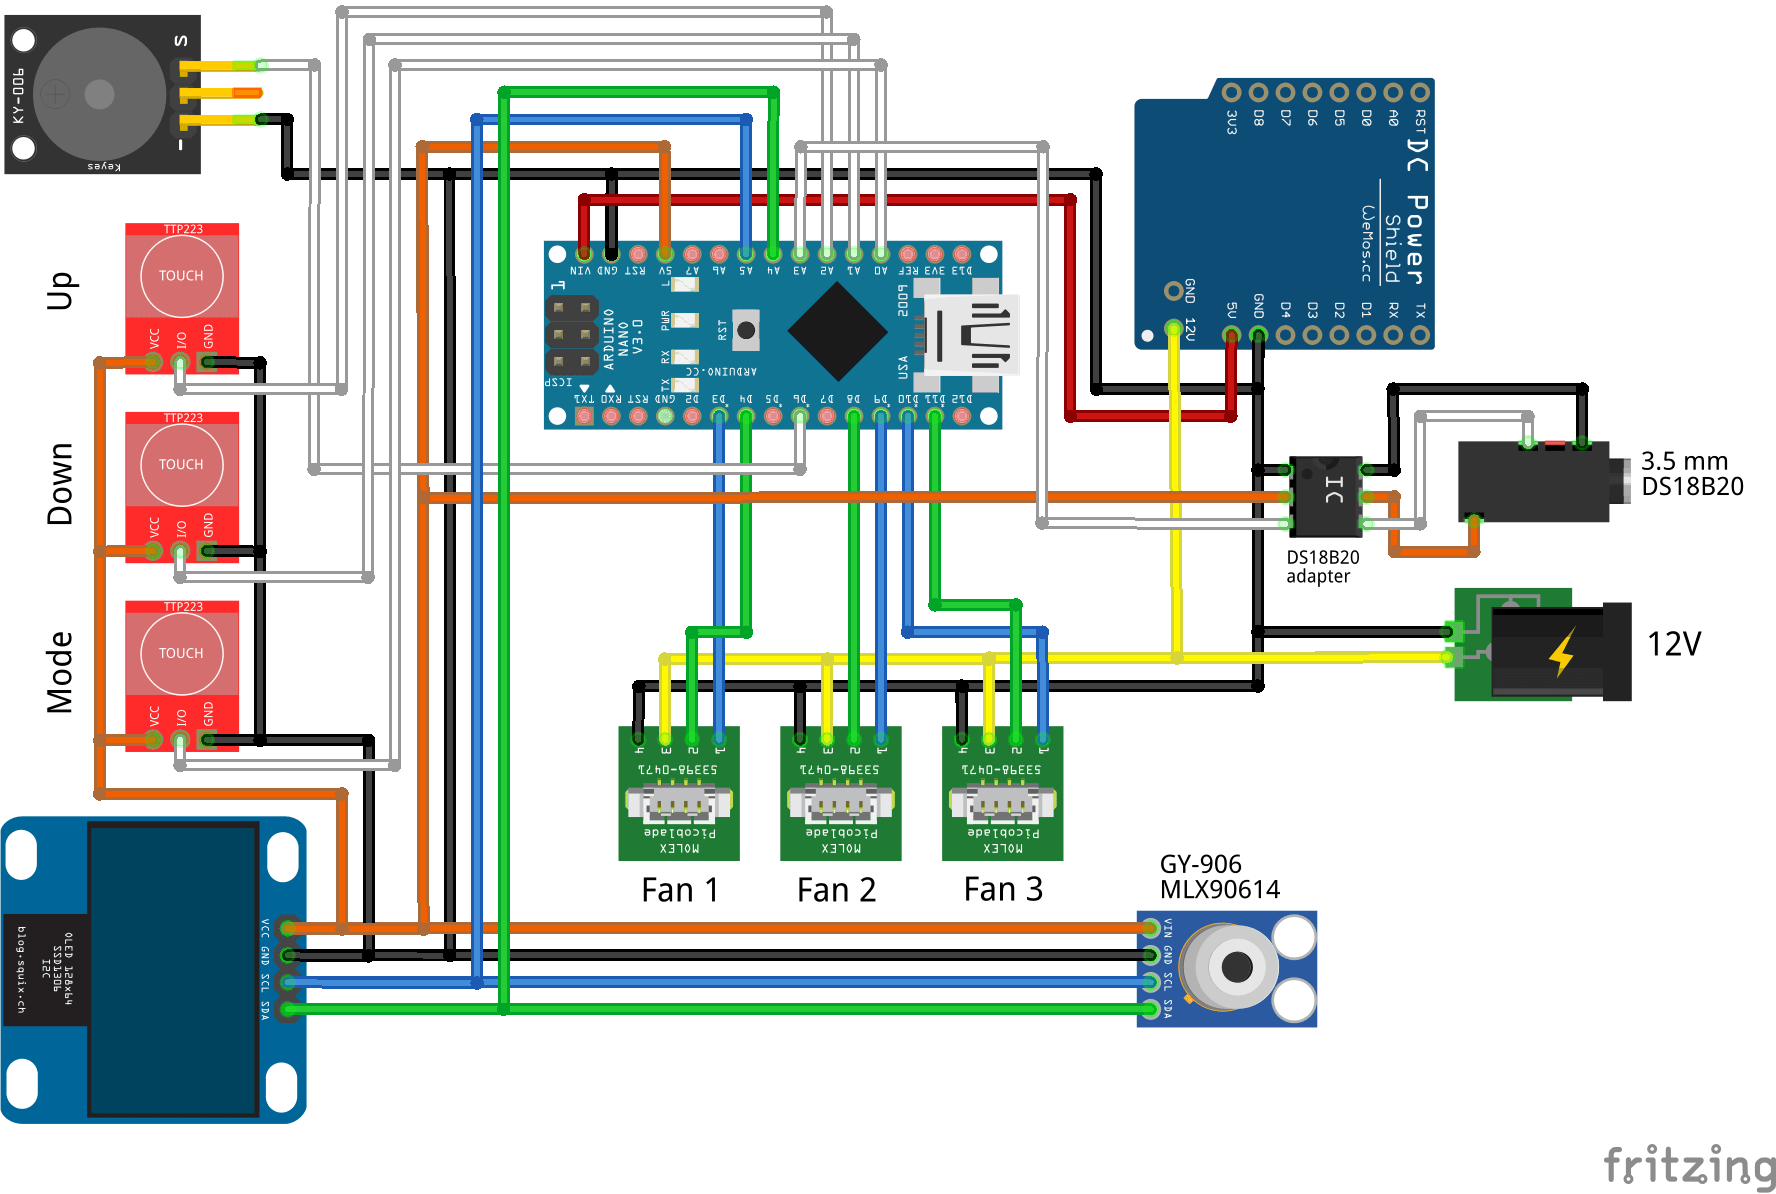 S
KY-006
-
Keyes
Up
TTP223
TOUCH
VCC
I/O
GND
Down
TTP223
TOUCH
VCC
I/O
GND
Mode
TTP223
TOUCH
VCC
I/O
GND
VIN GND RST 5V A7 A6 A5 A4 A3 A2 A1 A0 REF 3V3 D13
1
L
PWR
RX
TX
RST
ARDUINO
NANO
V3.0
ARDUINO.CC
ICSP
USA
TX1 RX0 RST GND D2 D3 D4 D5 D6 D7 D8 D9 D10 D11 D12
3V3 D8 D7 D6 D5 D0 A0 RST
DC Power
Shield
WeMos.cc
GND
12V
5V GND D4 D3 D2 D1 RX TX
IC
DS18B20
adapter
3.5 mm
DS18B20
12V
4 3 2 1
53398-0471
Picoblade
MOLEX
Fan 1
4 3 2 1
53398-0471
Picoblade
MOLEX
Fan 2
4 3 2 1
53398-0471
Picoblade
MOLEX
Fan 3
OLED 128x64
SSD1306
I2C
blog.squix.ch
VCC
GND
SCL
SDA
GY-906
MLX90614
VIN
GND
SCL
SDA
fritzing